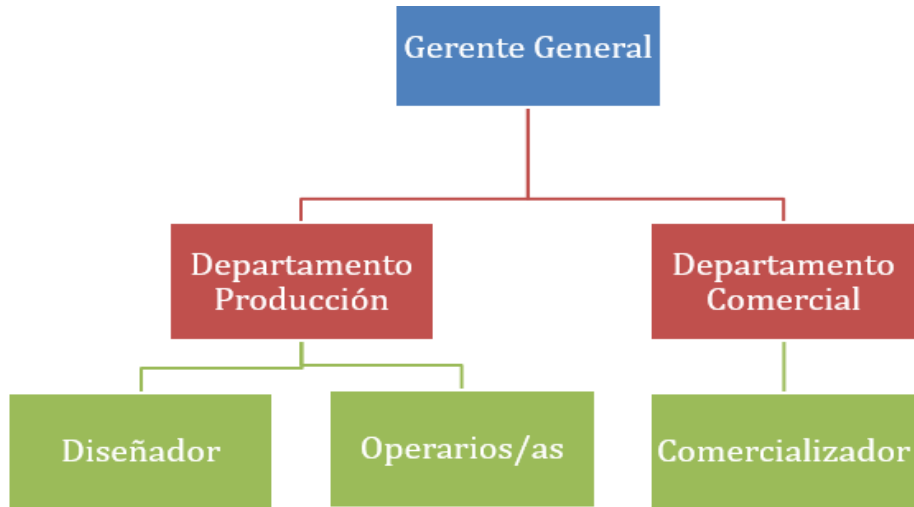 Gerente General
Departamento
Producción
Departamento
Comercial
Diseñador
Operarios/as
Comercializador